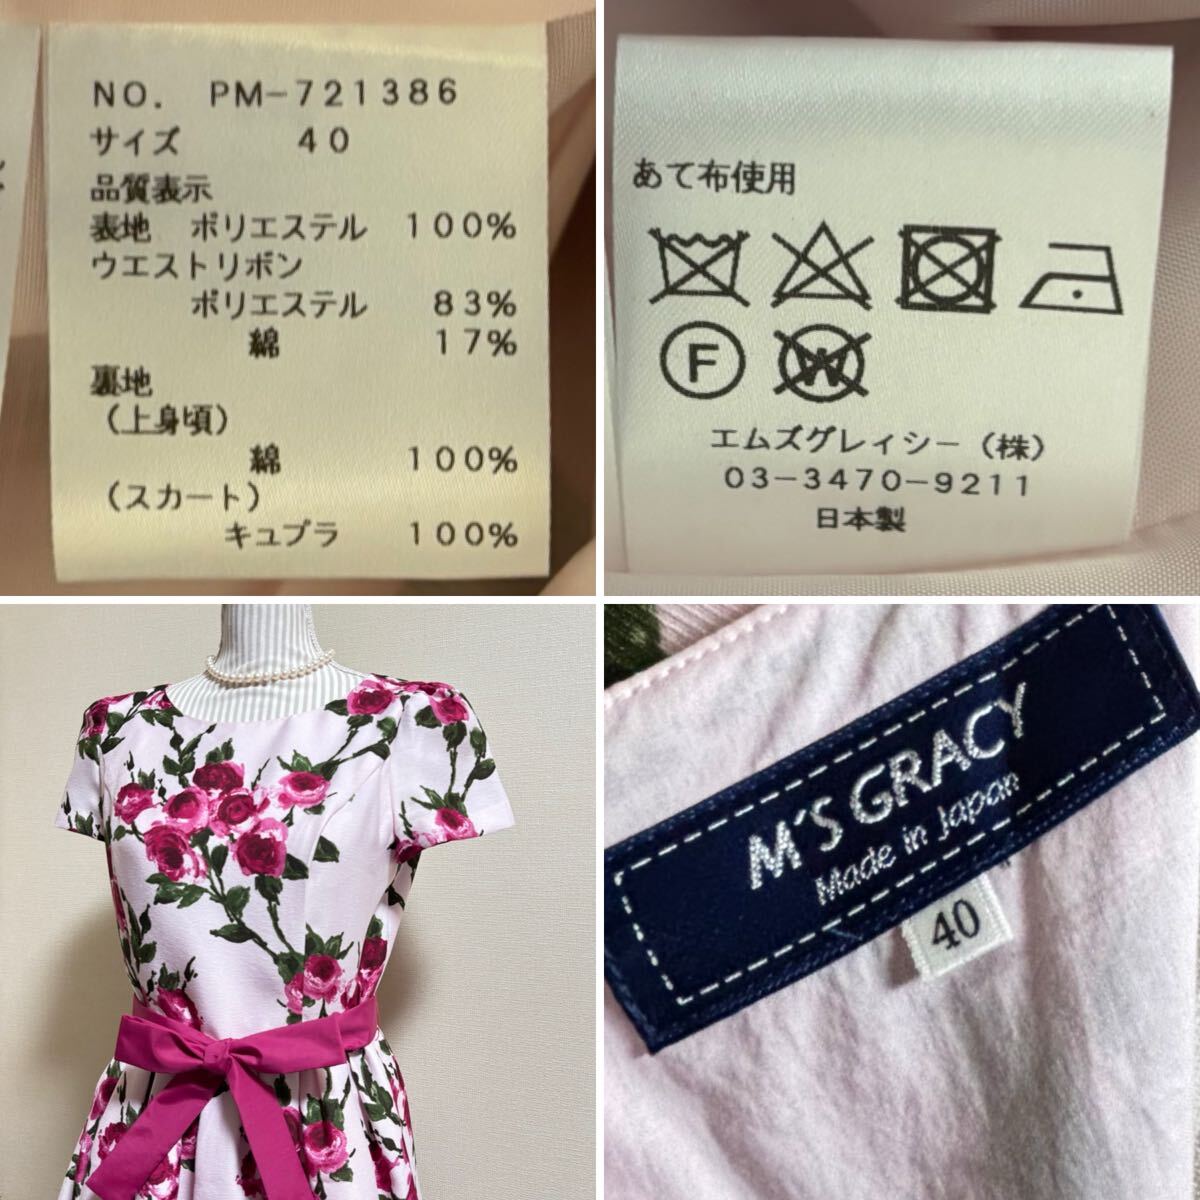 NO. PM-721386
サイズ 40
品質表示
表地 ポリエステル 100%
ウエストリボン
ポリエステル 83%
綿 17%
裏地
(上身頃)
綿 100%
(スカート)
キュプラ 100%
あて布使用
F W
エムズグレイシー(株)
03-3470-9211
日本製
M'S GRACY
Made in Japan
40